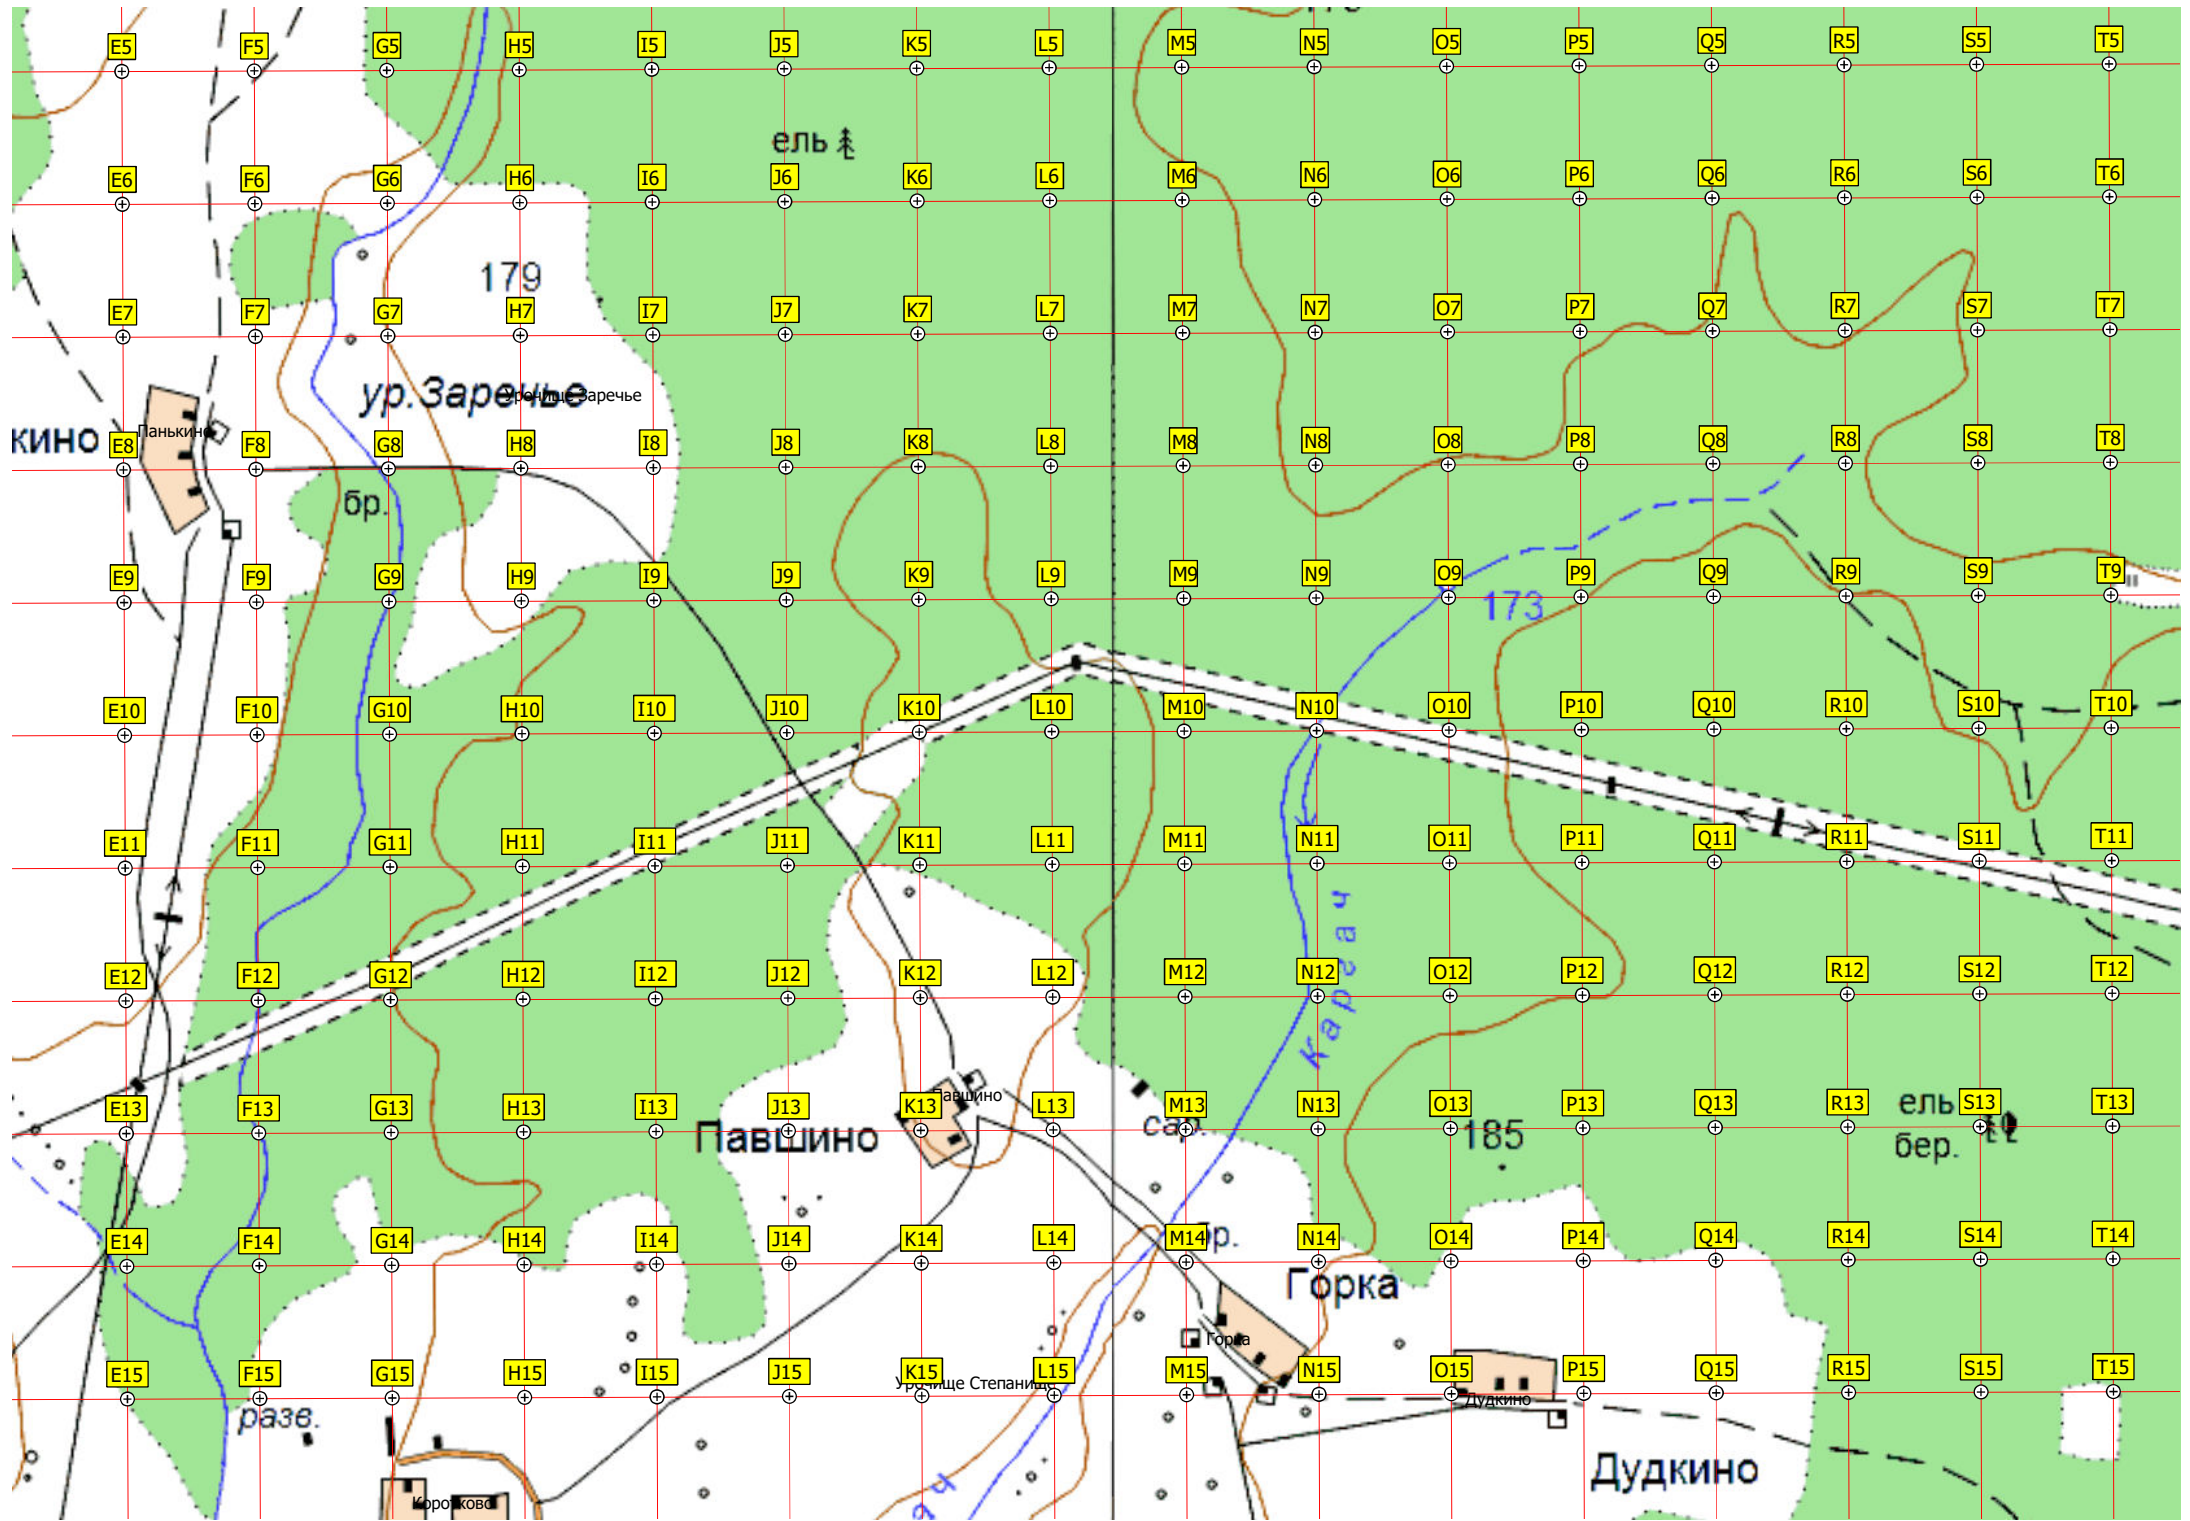 E5 F5 G5 H5 I5 J5 K5 L5 M5 N5 O5 P5 Q5 R5 S5 T5
ель
E6 F6 G6 H6 I6 J6 K6 L6 M6 N6 O6 P6 Q6 R6 S6 T6
179
E7 F7 G7 H7 I7 J7 K7 L7 M7 N7 O7 P7 Q7 R7 S7 T7
ур.Заречье
Урочище Заречье
кино
Панькино
E8 F8 G8 H8 I8 J8 K8 L8 M8 N8 O8 P8 Q8 R8 S8 T8
бр.
E9 F9 G9 H9 I9 J9 K9 L9 M9 N9 O9 P9 Q9 R9 S9 T9
173
E10 F10 G10 H10 I10 J10 K10 L10 M10 N10 O10 P10 Q10 R10 S10 T10
E11 F11 G11 H11 I11 J11 K11 L11 M11 N11 O11 P11 Q11 R11 S11 T11
Каргач
E12 F12 G12 H12 I12 J12 K12 L12 M12 N12 O12 P12 Q12 R12 S12 T12
Павшино
E13 F13 G13 H13 I13 J13 K13 L13 M13 N13 O13 P13 Q13 R13 S13 T13
ель
бер.
Павшино
сар.
185
E14 F14 G14 H14 I14 J14 K14 L14 M14 N14 O14 P14 Q14 R14 S14 T14
Горка
Горка
E15 F15 G15 H15 I15 J15 K15 L15 M15 N15 O15 P15 Q15 R15 S15 T15
Урочище Степанище
Дудкино
разв.
Дудкино
Коротково
ач